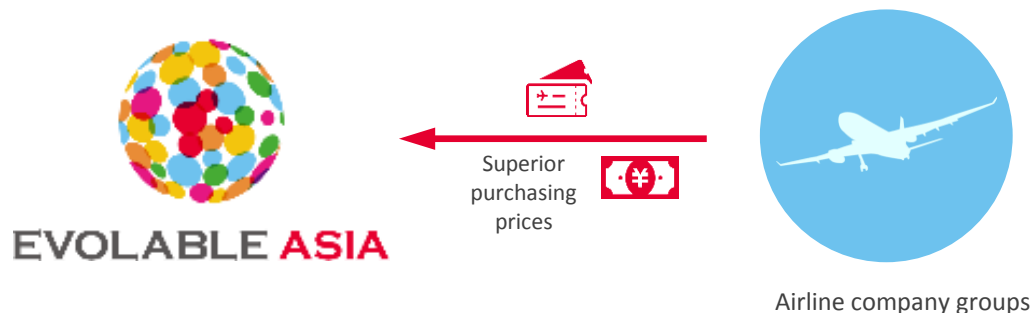 Superior
purchasing
prices
¥
EVOLABLE ASIA
Airline company groups